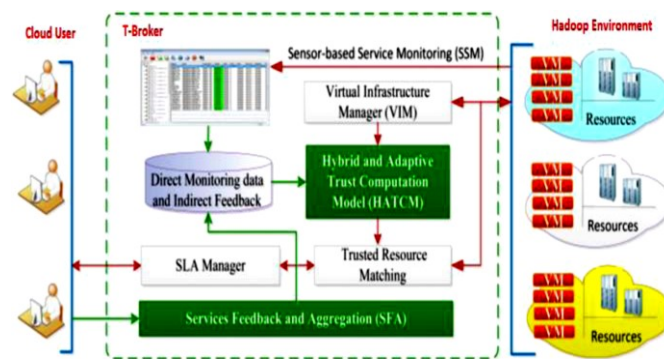 Cloud User
T-Broker
Hadoop Environment
Sensor-based Service Monitoring (SSM)
Virtual Infrastructure
Manager (VIM)
Resources
Direct Monitoring data
and Indirect Feedback
Hybrid and Adaptive
Trust Computation
Model (HATCM)
Resources
SLA Manager
Trusted Resource
Matching
Services Feedback and Aggregation (SFA)
Resources